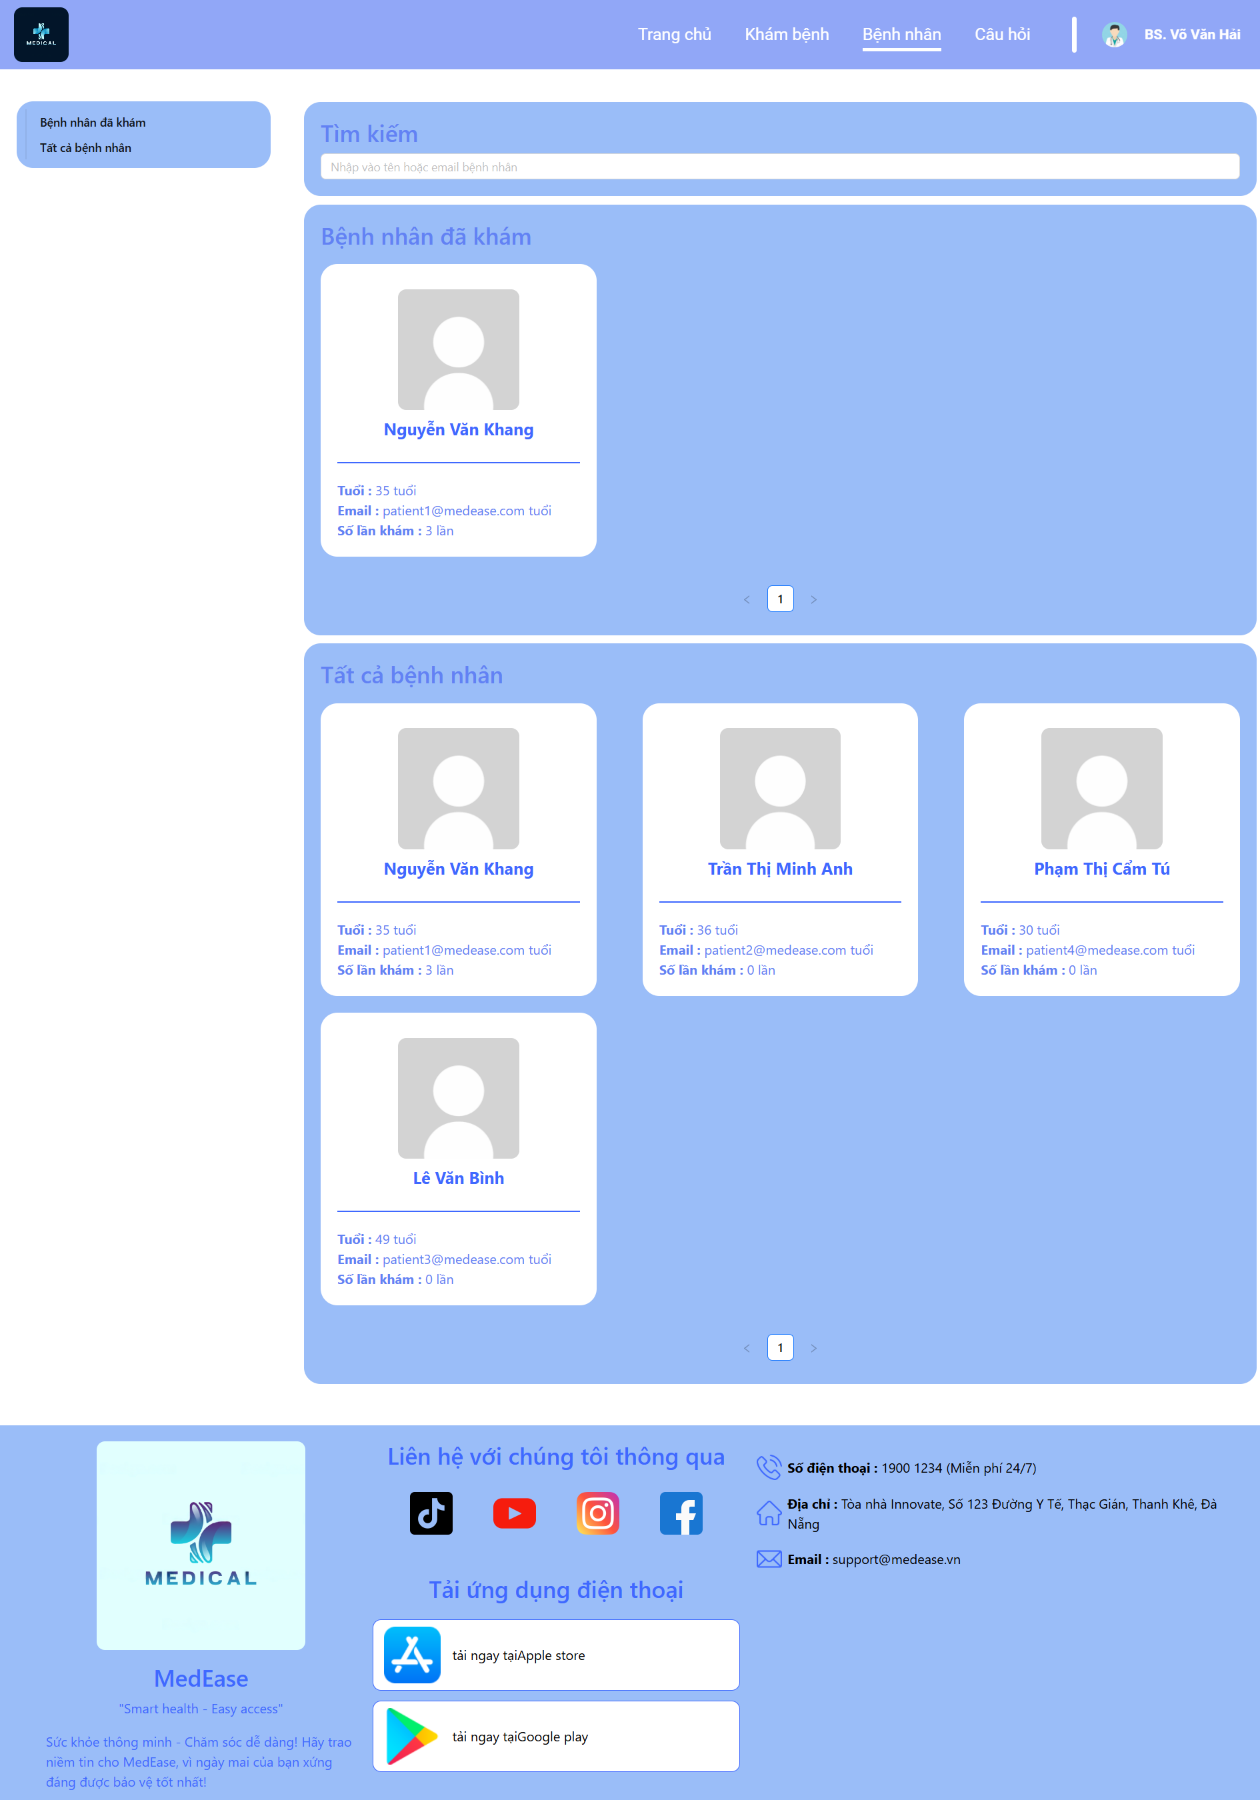 MEDICAL
Trang chủ
Khám bệnh
Bệnh nhân
Câu hỏi
BS. Võ Văn Hải
Bệnh nhân đã khám
Tất cả bệnh nhân
Tìm kiếm
Nhập vào tên hoặc email bệnh nhân
Bệnh nhân đã khám
Nguyễn Văn Khang
Tuổi : 35 tuổi
Email : patient1@medease.com tuổi
Số lần khám : 3 lần
<
1
>
Tất cả bệnh nhân
Nguyễn Văn Khang
Tuổi : 35 tuổi
Email : patient1@medease.com tuổi
Số lần khám : 3 lần
Trần Thị Minh Anh
Tuổi : 36 tuổi
Email : patient2@medease.com tuổi
Số lần khám : 0 lần
Phạm Thị Cẩm Tú
Tuổi : 30 tuổi
Email : patient4@medease.com tuổi
Số lần khám : 0 lần
Lê Văn Bình
Tuổi : 49 tuổi
Email : patient3@medease.com tuổi
Số lần khám : 0 lần
<
1
>
MEDICAL
MedEase
"Smart health - Easy access"
Sức khỏe thông minh - Chăm sóc dễ dàng! Hãy trao
niềm tin cho MedEase, vì ngày mai của bạn xứng
đáng được bảo vệ tốt nhất!
Liên hệ với chúng tôi thông qua
Tải ứng dụng điện thoại
tải ngay tạiApple store
tải ngay tạiGoogle play
Số điện thoại : 1900 1234 (Miễn phí 24/7)
Địa chỉ : Tòa nhà Innovate, Số 123 Đường Y Tế, Thạc Gián, Thanh Khê, Đà
Nẵng
Email : support@medease.vn